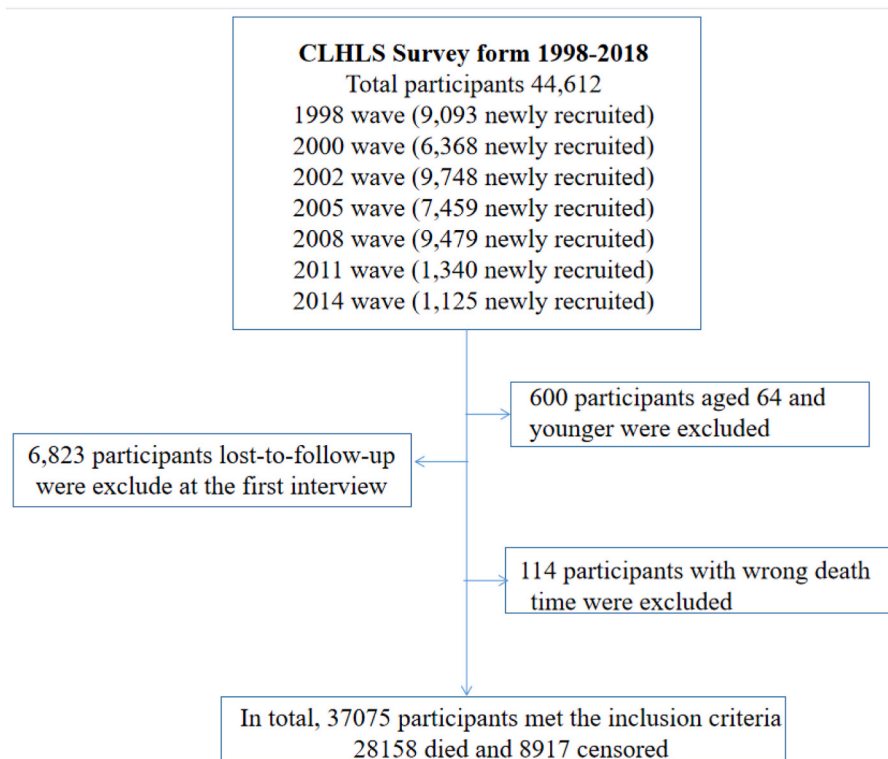 CLHLS Survey form 1998-2018
Total participants 44,612
1998 wave (9,093 newly recruited)
2000 wave (6,368 newly recruited)
2002 wave (9,748 newly recruited)
2005 wave (7,459 newly recruited)
2008 wave (9,479 newly recruited)
2011 wave (1,340 newly recruited)
2014 wave (1,125 newly recruited)
600 participants aged 64 and
younger were excluded
6,823 participants lost-to-follow-up
were exclude at the first interview
114 participants with wrong death
time were excluded
In total, 37075 participants met the inclusion criteria
28158 died and 8917 censored